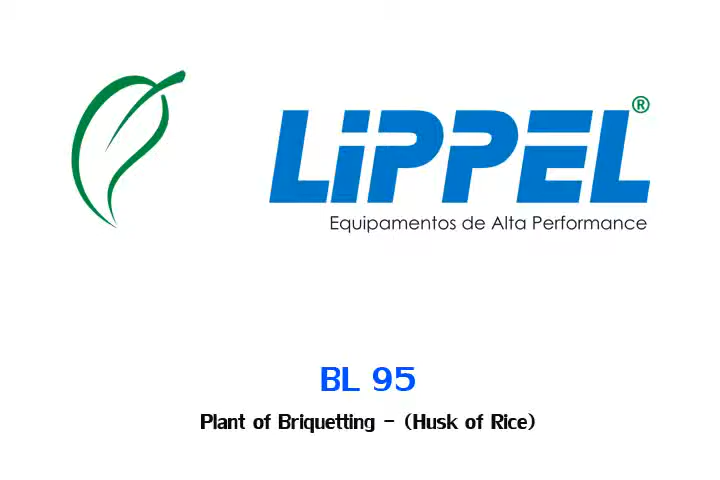 LiPPEL®
Equipamentos de Alta Performance
BL 95
Plant of Briquetting - (Husk of Rice)